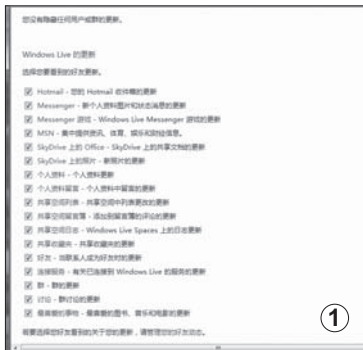 您没有隐藏任何用户或群的更新。
Windows Live 的更新
选择您要看到的好友更新。
Hotmail - 您的 Hotmail 收件箱的更新
Messenger - 新个人资料图片和状态消息的更新
Messenger 游戏 - Windows Live Messenger 游戏的更新
MSN - 集中提供资讯、体育、娱乐和财经信息。
SkyDrive 上的 Office - SkyDrive 上的共享文档的更新
SkyDrive 上的照片 - 新照片的更新
个人资料 - 个人资料更新
个人资料留言 - 个人资料中留言的更新
共享空间列表 - 共享空间中列表更改的更新
共享空间留言簿 - 添加到留言簿的评论的更新
共享空间日志 - Windows Live Spaces 上的日志更新
共享收藏夹 - 共享收藏夹的更新
好友 - 当联系人成为好友时的更新
连接服务 - 有关已连接到 Windows Live 的服务的更新
群 - 群的更新
讨论 - 群讨论的更新
最喜爱的事物 - 最喜爱的图书、音乐和电影的更新
若要选择您好友看到的关于您的更新，请管理您的好友动态。
①